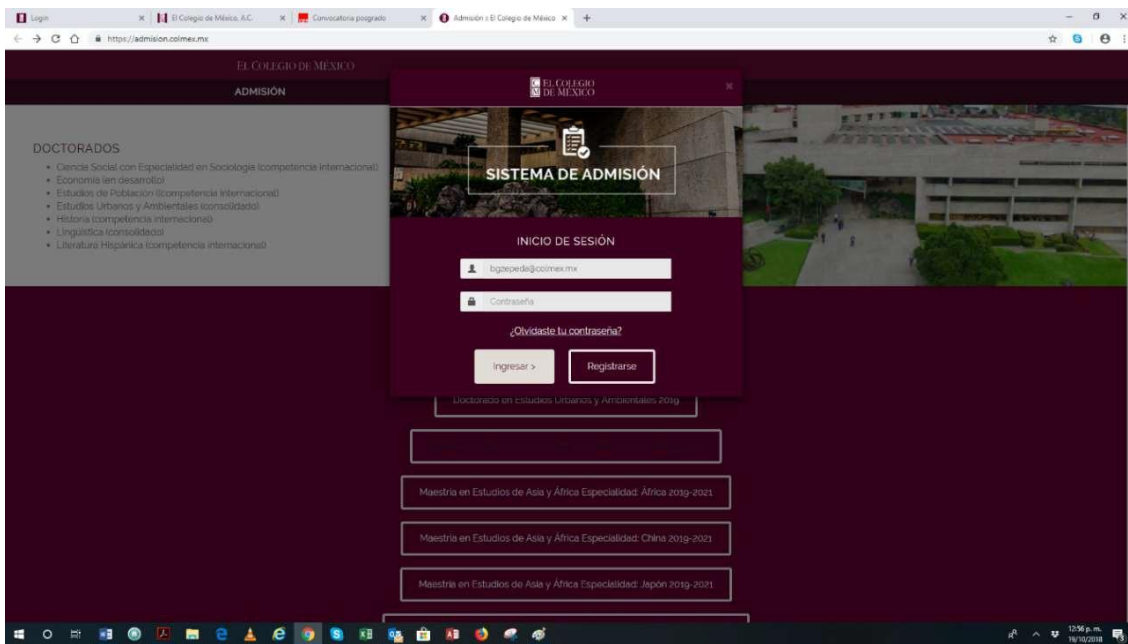 Login
El Colegio de México, A.C.
Convocatoria posgrado
Admisión :: El Colegio de México
https://admision.colmex.mx
EL COLEGIO DE MÉXICO
ADMISIÓN
DOCTORADOS
Ciencia Social con Especialidad en Sociología (competencia internacional)
Economía (en desarrollo)
Estudios de Población (competencia internacional)
Estudios Urbanos y Ambientales (consolidado)
Historia (competencia internacional)
Lingüística (consolidado)
Literatura Hispánica (competencia internacional)
EL COLEGIO
DE MÉXICO
SISTEMA DE ADMISIÓN
INICIO DE SESIÓN
bgzepeda@colmex.mx
Contraseña
¿Olvidaste tu contraseña?
Ingresar >
Registrarse
Doctorado en Estudios Urbanos y Ambientales 2019
Maestría en Estudios de Asia y África Especialidad: África 2019-2021
Maestría en Estudios de Asia y África Especialidad: China 2019-2021
Maestría en Estudios de Asia y África Especialidad: Japón 2019-2021
12:56 p. m.
19/10/2018